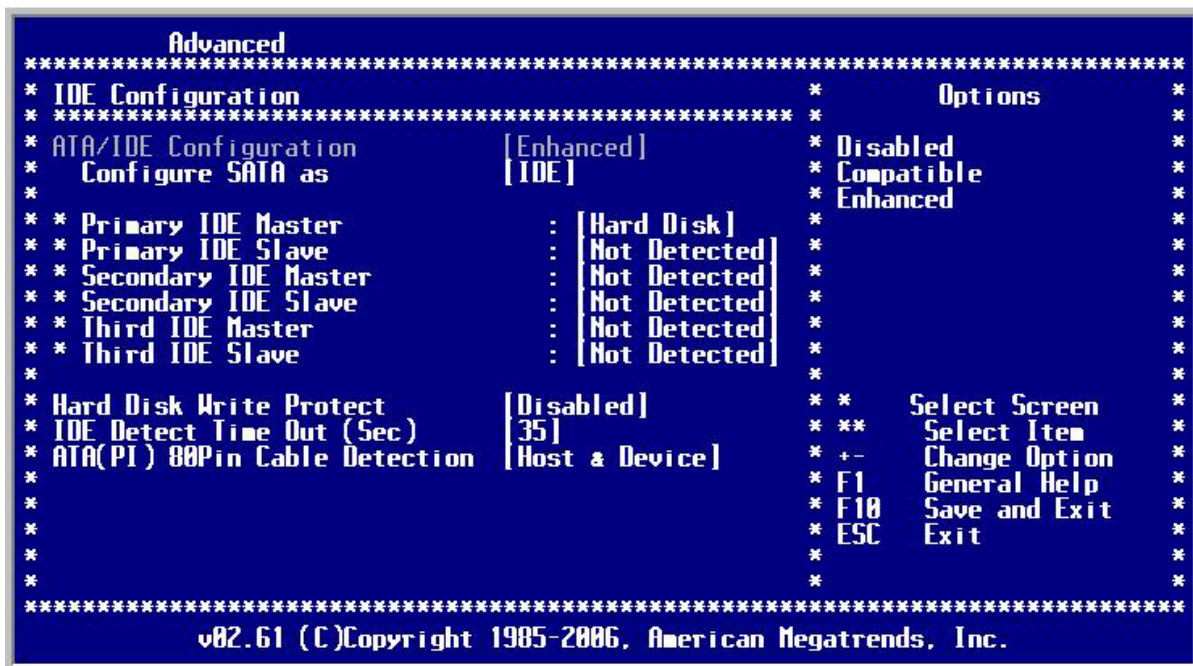 Advanced
IDE Configuration
Options
ATA/IDE Configuration [Enhanced]
Configure SATA as [IDE]
Disabled
Compatible
Enhanced
* Primary IDE Master : [Hard Disk]
* Primary IDE Slave : [Not Detected]
* Secondary IDE Master : [Not Detected]
* Secondary IDE Slave : [Not Detected]
* Third IDE Master : [Not Detected]
* Third IDE Slave : [Not Detected]
Hard Disk Write Protect [Disabled]
IDE Detect Time Out (Sec) [35]
ATA(PI) 80Pin Cable Detection [Host & Device]
* Select Screen
** Select Item
+- Change Option
F1 General Help
F10 Save and Exit
ESC Exit
v02.61 (C)Copyright 1985-2006, American Megatrends, Inc.